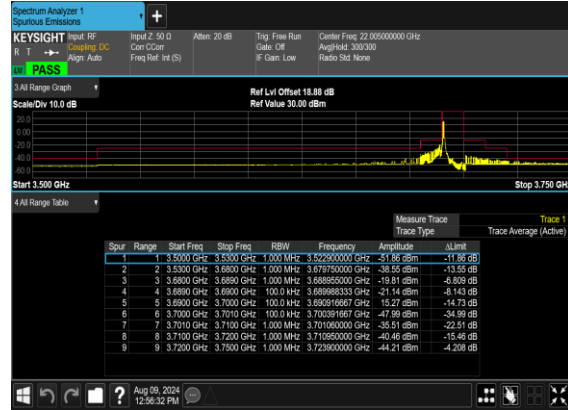 Spectrum Analyzer 1
Spurious Emissions
KEYSIGHT Input: RF Input Z: 50 Ω Atten: 20 dB Trig: Free Run Center Freq: 22.005000000 GHz
R T Coupling: DC Corr CCorr Gate: Off Avg|Hold: 300/300
Align: Auto Freq Ref: Int (S) IF Gain: Low Radio Std: None
PASS
3 All Range Graph Ref Lvl Offset 18.88 dB
Scale/Div 10.0 dB Ref Value 30.00 dBm
20.0
0.00
-20.0
-40.0
-60.0
Start 3.500 GHz Stop 3.750 GHz
4 All Range Table
Measure Trace Trace 1
Trace Type Trace Average (Active)
Spur Range Start Freq Stop Freq RBW Frequency Amplitude ΔLimit
1 1 3.5000 GHz 3.5300 GHz 1.000 MHz 3.522900000 GHz -51.86 dBm -11.86 dB
2 2 3.5300 GHz 3.6800 GHz 1.000 MHz 3.679750000 GHz -38.55 dBm -13.55 dB
3 3 3.6800 GHz 3.6890 GHz 1.000 MHz 3.688955000 GHz -19.81 dBm -6.809 dB
4 4 3.6890 GHz 3.6900 GHz 100.0 kHz 3.689988333 GHz -21.14 dBm -8.143 dB
5 5 3.6900 GHz 3.7000 GHz 100.0 kHz 3.690916667 GHz 15.27 dBm -14.73 dB
6 6 3.7000 GHz 3.7010 GHz 100.0 kHz 3.700391667 GHz -47.99 dBm -34.99 dB
7 7 3.7010 GHz 3.7100 GHz 1.000 MHz 3.701060000 GHz -35.51 dBm -22.51 dB
8 8 3.7100 GHz 3.7200 GHz 1.000 MHz 3.710950000 GHz -40.46 dBm -15.46 dB
9 9 3.7200 GHz 3.7500 GHz 1.000 MHz 3.723900000 GHz -44.21 dBm -4.208 dB
? Aug 09, 2024
12:56:32 PM